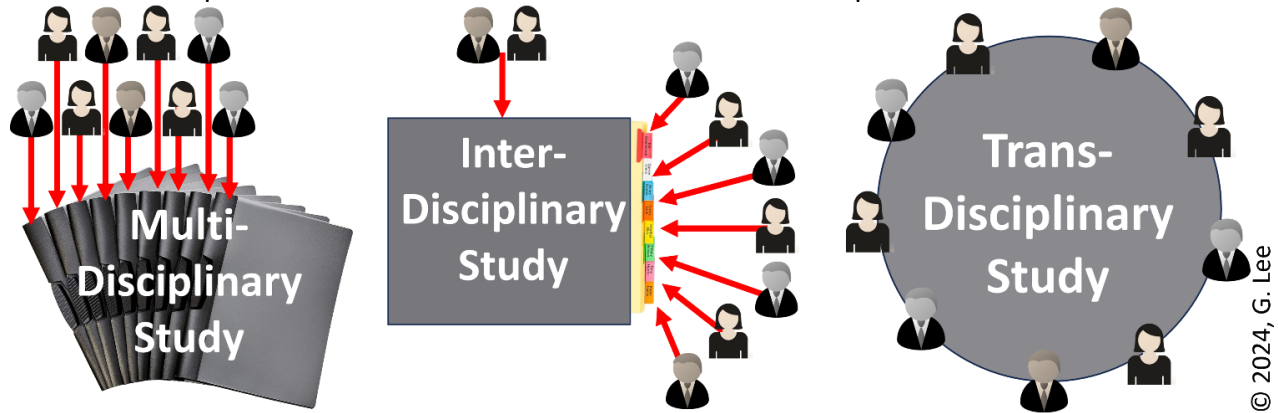 Multi-
Disciplinary
Study
Inter-
Disciplinary
Study
Trans-
Disciplinary
Study
© 2024, G. Lee